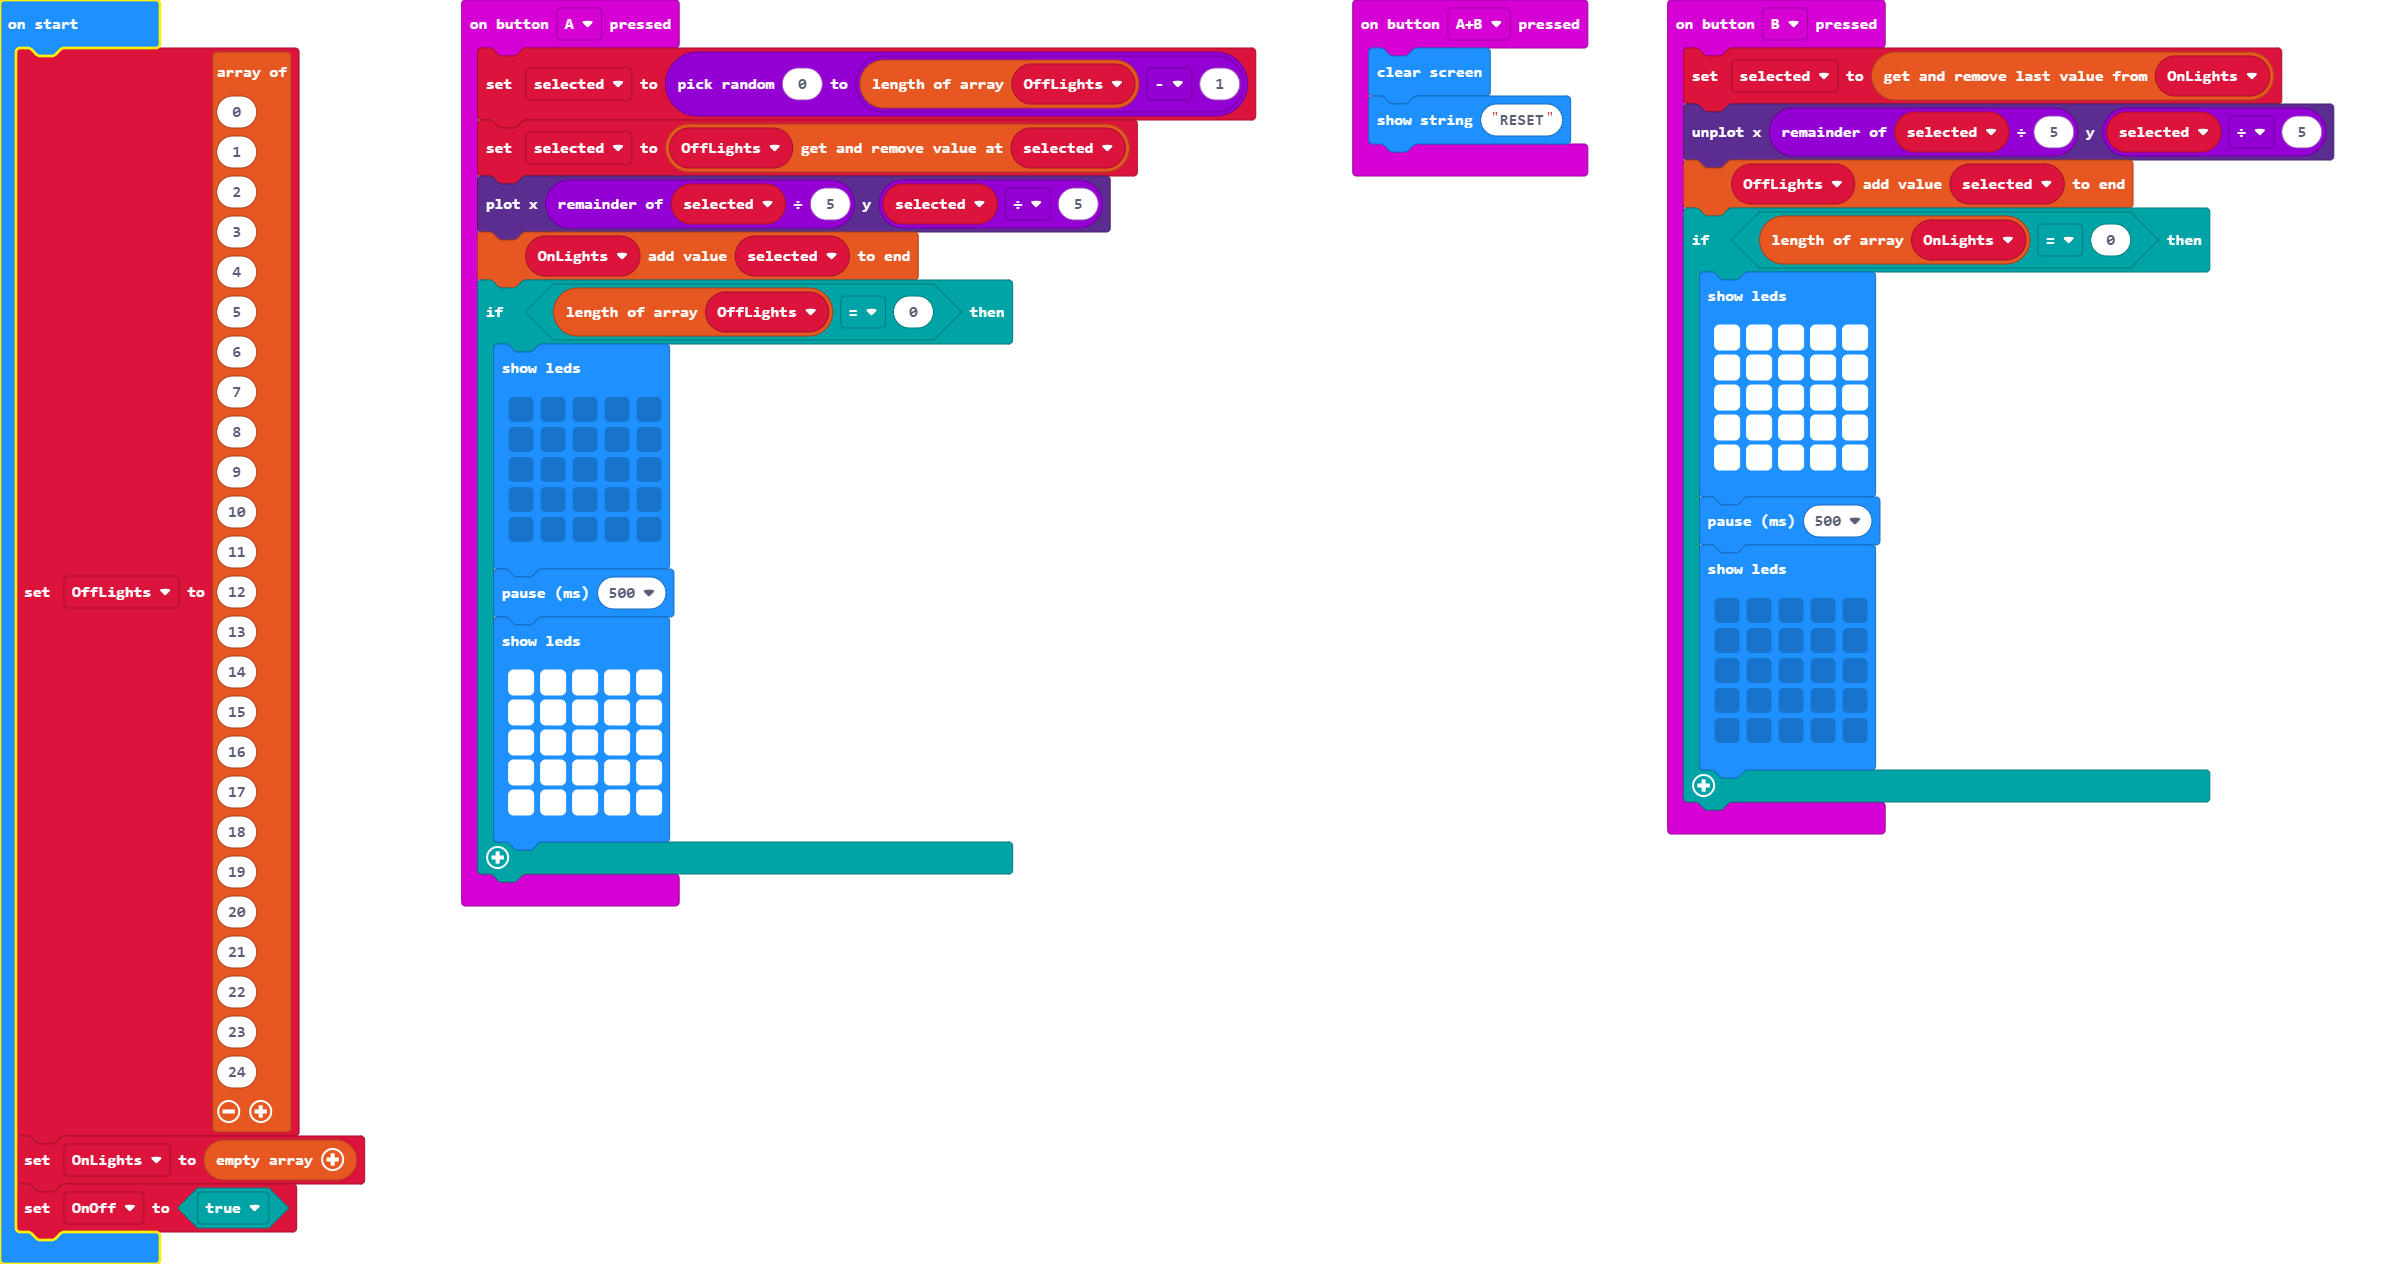 on start
set OffLights to array of
0
1
2
3
4
5
6
7
8
9
10
11
12
13
14
15
16
17
18
19
20
21
22
23
24
set OnLights to empty array
set OnOff to true
on button A pressed
set selected to pick random 0 to length of array OffLights - 1
set selected to OffLights get and remove value at selected
plot x remainder of selected ÷ 5 y selected ÷ 5
OnLights add value selected to end
if length of array OffLights = 0 then
show leds
pause (ms) 500
show leds
on button A+B pressed
clear screen
show string "RESET"
on button B pressed
set selected to get and remove last value from OnLights
unplot x remainder of selected ÷ 5 y selected ÷ 5
OffLights add value selected to end
if length of array OnLights = 0 then
show leds
pause (ms) 500
show leds